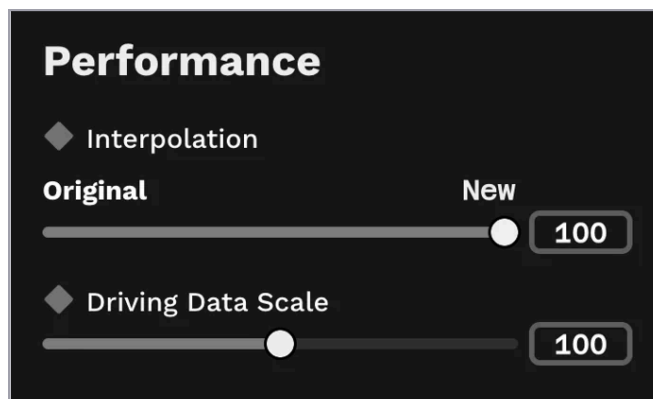 Performance
Interpolation
Original New
100
Driving Data Scale
100